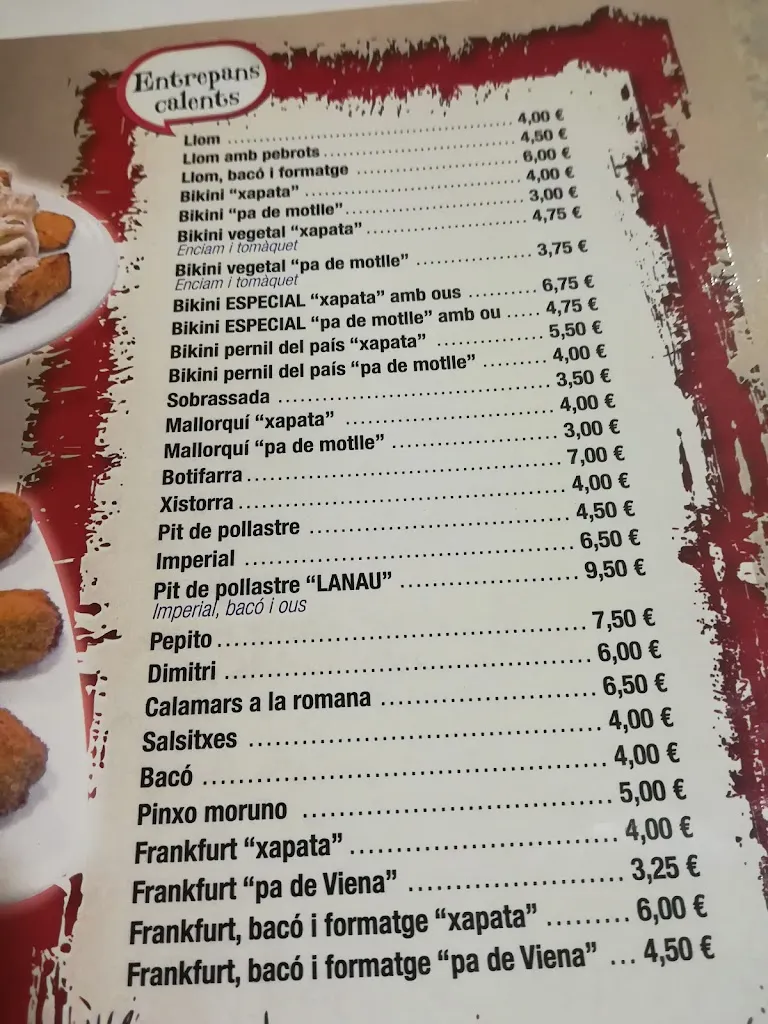 Entrepans
calents
Llom ........ 4,00 €
Llom amb pebrots ........ 4,50 €
Llom, bacó i formatge ........ 6,00 €
Bikini “xapata” ........ 4,00 €
Bikini “pa de motlle” ........ 3,00 €
Bikini vegetal “xapata” ........ 4,75 €
Enciam i tomàquet
Bikini vegetal “pa de motlle” ........ 3,75 €
Enciam i tomàquet
Bikini ESPECIAL “xapata” amb ous ........ 6,75 €
Bikini ESPECIAL “pa de motlle” amb ou ..... 4,75 €
Bikini pernil del país “xapata” ........ 5,50 €
Bikini pernil del país “pa de motlle” ........ 4,00 €
Sobrassada ........ 3,50 €
Mallorquí “xapata” ........ 4,00 €
Mallorquí “pa de motlle” ........ 3,00 €
Botifarra ........ 7,00 €
Xistorra ........ 4,00 €
Pit de pollastre ........ 4,50 €
Imperial ........ 6,50 €
Pit de pollastre “LANAU” ........ 9,50 €
Imperial, bacó i ous
Pepito ........ 7,50 €
Dimitri ........ 6,00 €
Calamars a la romana ........ 6,50 €
Salsitxes ........ 4,00 €
Bacó ........ 4,00 €
Pinxo moruno ........ 5,00 €
Frankfurt “xapata” ........ 4,00 €
Frankfurt “pa de Viena” ........ 3,25 €
Frankfurt, bacó i formatge “xapata” ........ 6,00 €
Frankfurt, bacó i formatge “pa de Viena” ... 4,50 €